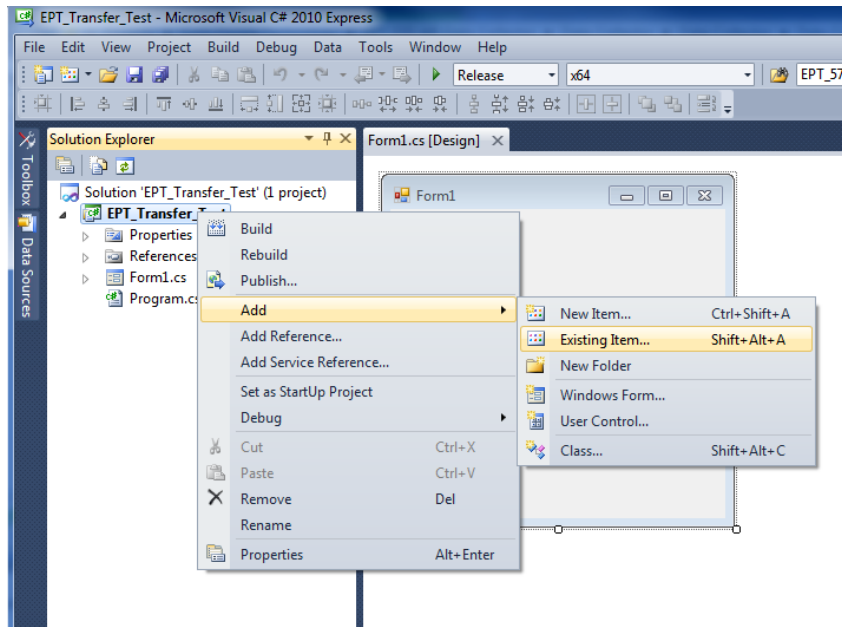 EPT_Transfer_Test - Microsoft Visual C# 2010 Express
File Edit View Project Build Debug Data Tools Window Help
Release x64 EPT_57
Solution Explorer
Form1.cs [Design]
Toolbox
Data Sources
Solution 'EPT_Transfer_Test' (1 project)
EPT_Transfer_Test
Properties
References
Form1.cs
Program.cs
Form1
Build
Rebuild
Publish...
Add
Add Reference...
Add Service Reference...
Set as StartUp Project
Debug
Cut Ctrl+X
Paste Ctrl+V
Remove Del
Rename
Properties Alt+Enter
New Item... Ctrl+Shift+A
Existing Item... Shift+Alt+A
New Folder
Windows Form...
User Control...
Class... Shift+Alt+C